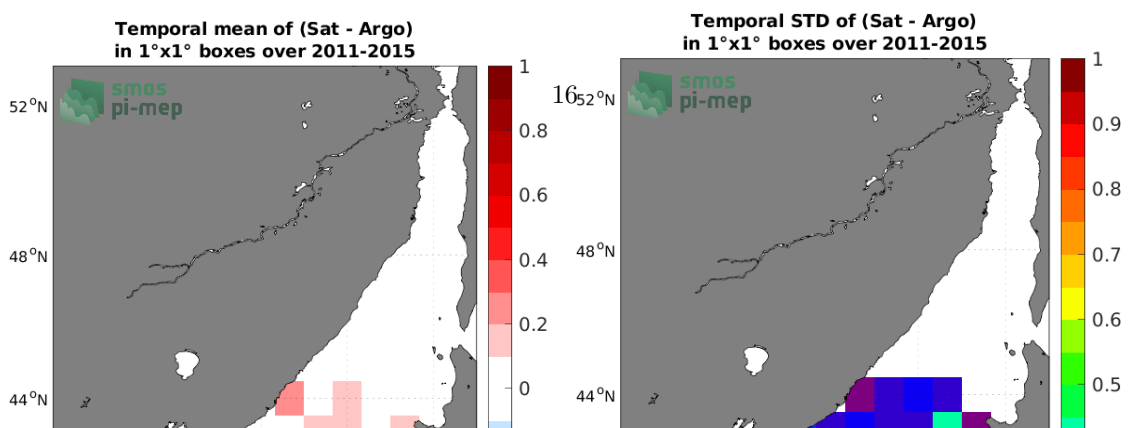 Temporal mean of (Sat - Argo)
in 1°x1° boxes over 2011-2015
smos
pi-mep
52°N
48°N
44°N
1
0.8
0.6
0.4
0.2
0
16
Temporal STD of (Sat - Argo)
in 1°x1° boxes over 2011-2015
smos
pi-mep
52°N
48°N
44°N
1
0.9
0.8
0.7
0.6
0.5